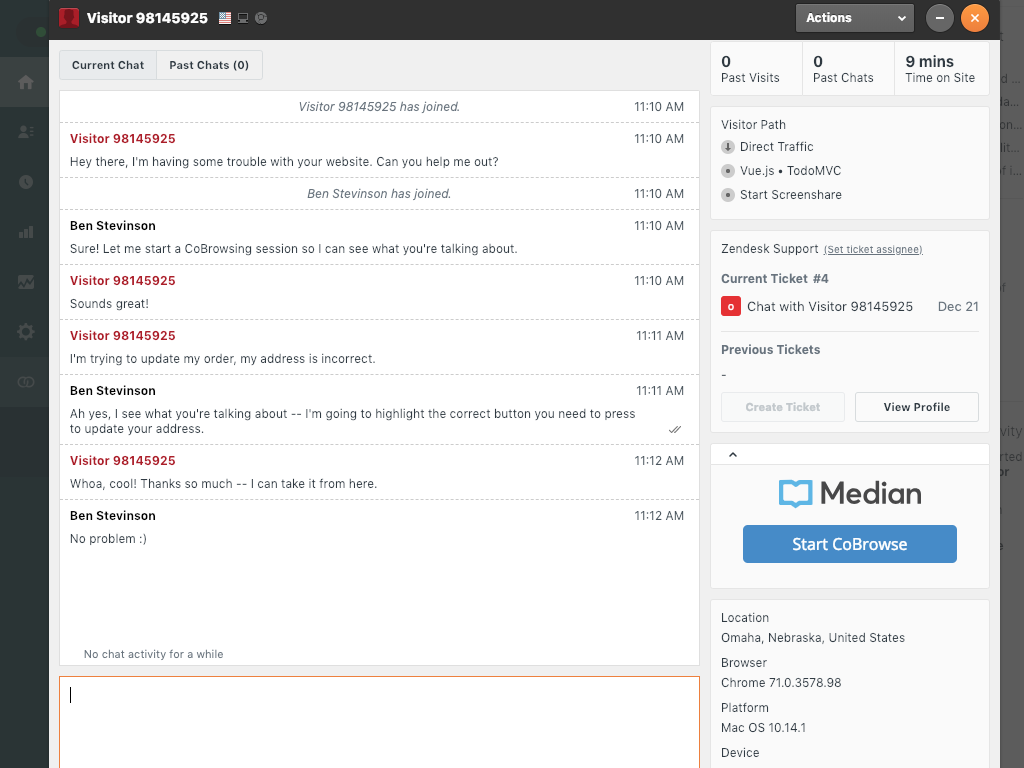 Visitor 98145925
Actions
Current Chat
Past Chats (0)
Visitor 98145925 has joined.
11:10 AM
Visitor 98145925
11:10 AM
Hey there, I'm having some trouble with your website. Can you help me out?
Ben Stevinson has joined.
11:10 AM
Ben Stevinson
11:10 AM
Sure! Let me start a CoBrowsing session so I can see what you're talking about.
Visitor 98145925
11:10 AM
Sounds great!
Visitor 98145925
11:11 AM
I'm trying to update my order, my address is incorrect.
Ben Stevinson
11:11 AM
Ah yes, I see what you're talking about -- I'm going to highlight the correct button you need to press
to update your address.
Visitor 98145925
11:12 AM
Whoa, cool! Thanks so much -- I can take it from here.
Ben Stevinson
11:12 AM
No problem :)
No chat activity for a while
0
Past Visits
0
Past Chats
9 mins
Time on Site
Visitor Path
Direct Traffic
Vue.js • TodoMVC
Start Screenshare
Zendesk Support (Set ticket assignee)
Current Ticket #4
o
Chat with Visitor 98145925
Dec 21
Previous Tickets
-
Create Ticket
View Profile
Median
Start CoBrowse
Location
Omaha, Nebraska, United States
Browser
Chrome 71.0.3578.98
Platform
Mac OS 10.14.1
Device